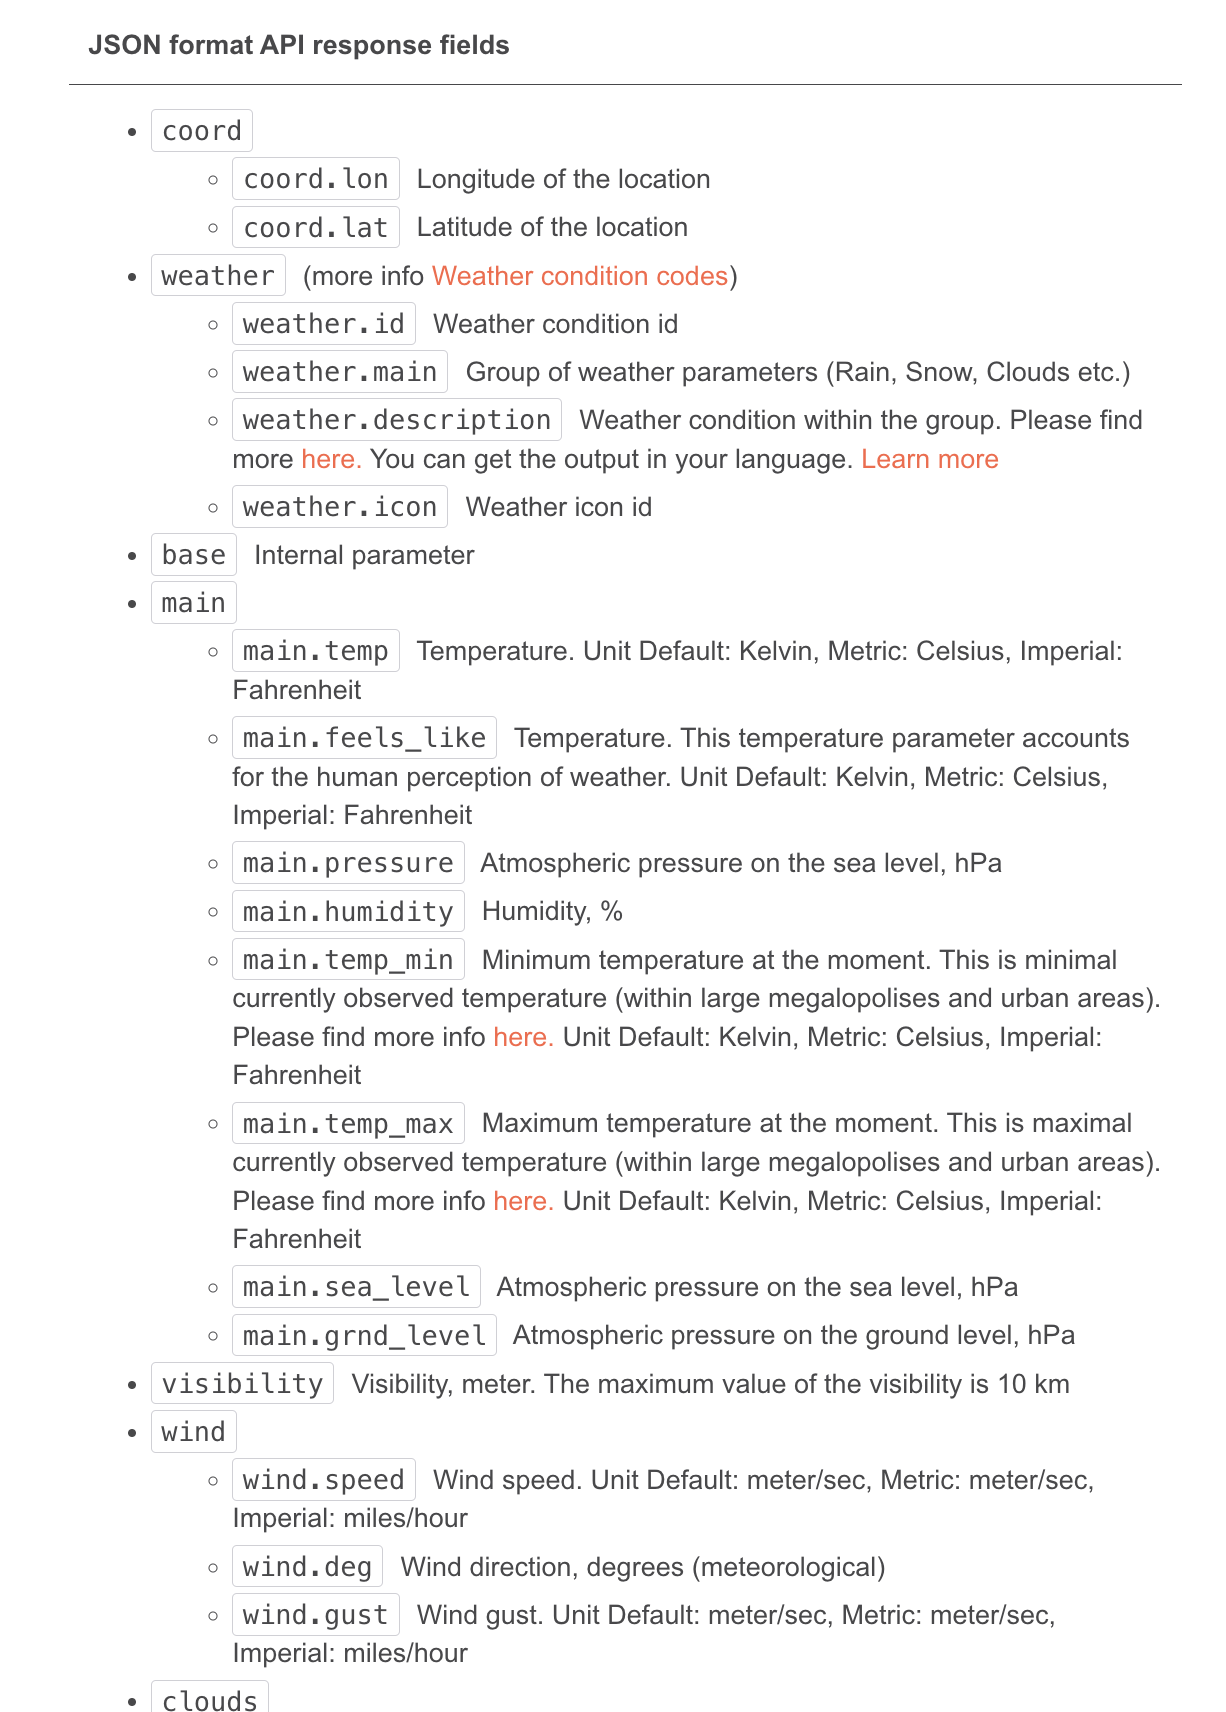 JSON format API response fields
coord
coord.lon Longitude of the location
coord.lat Latitude of the location
weather (more info Weather condition codes)
weather.id Weather condition id
weather.main Group of weather parameters (Rain, Snow, Clouds etc.)
weather.description Weather condition within the group. Please find
more here. You can get the output in your language. Learn more
weather.icon Weather icon id
base Internal parameter
main
main.temp Temperature. Unit Default: Kelvin, Metric: Celsius, Imperial:
Fahrenheit
main.feels_like Temperature. This temperature parameter accounts
for the human perception of weather. Unit Default: Kelvin, Metric: Celsius,
Imperial: Fahrenheit
main.pressure Atmospheric pressure on the sea level, hPa
main.humidity Humidity, %
main.temp_min Minimum temperature at the moment. This is minimal
currently observed temperature (within large megalopolises and urban areas).
Please find more info here. Unit Default: Kelvin, Metric: Celsius, Imperial:
Fahrenheit
main.temp_max Maximum temperature at the moment. This is maximal
currently observed temperature (within large megalopolises and urban areas).
Please find more info here. Unit Default: Kelvin, Metric: Celsius, Imperial:
Fahrenheit
main.sea_level Atmospheric pressure on the sea level, hPa
main.grnd_level Atmospheric pressure on the ground level, hPa
visibility Visibility, meter. The maximum value of the visibility is 10 km
wind
wind.speed Wind speed. Unit Default: meter/sec, Metric: meter/sec,
Imperial: miles/hour
wind.deg Wind direction, degrees (meteorological)
wind.gust Wind gust. Unit Default: meter/sec, Metric: meter/sec,
Imperial: miles/hour
clouds